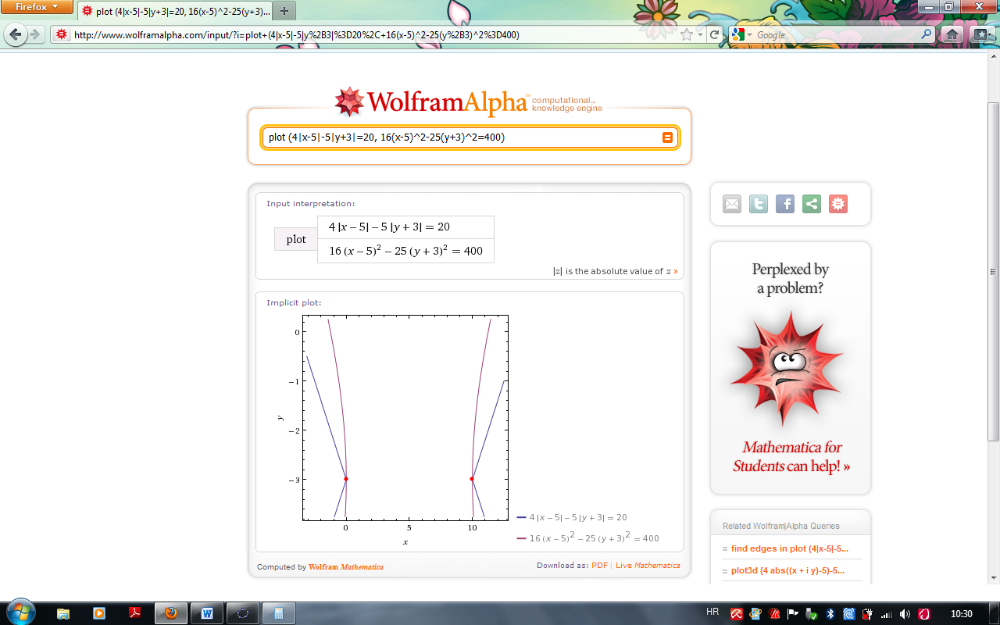 Firefox
plot (4|x-5|-5|y+3|=20, 16(x-5)^2-25(y+3)...
http://www.wolframalpha.com/input/?i=plot+(4|x-5|-5|y%2B3|%3D20%2C+16(x-5)^2-25(y%2B3)^2%3D400)
Google
WolframAlpha™ computational...
knowledge engine
plot (4|x-5|-5|y+3|=20, 16(x-5)^2-25(y+3)^2=400)
Input interpretation:
plot
4 |x − 5| − 5 |y + 3| = 20
16 (x − 5)² − 25 (y + 3)² = 400
|z| is the absolute value of z »
Implicit plot:
0
−1
−2
−3
y
0 5 10
x
4 |x − 5| − 5 |y + 3| = 20
16 (x − 5)² − 25 (y + 3)² = 400
Computed by Wolfram Mathematica
Download as: PDF | Live Mathematica
Perplexed by
a problem?
Mathematica for
Students can help! »
Related Wolfram|Alpha Queries
= find edges in plot (4|x-5|-5...
= plot3d {4 abs((x + i y)-5)-5...
HR
10:30